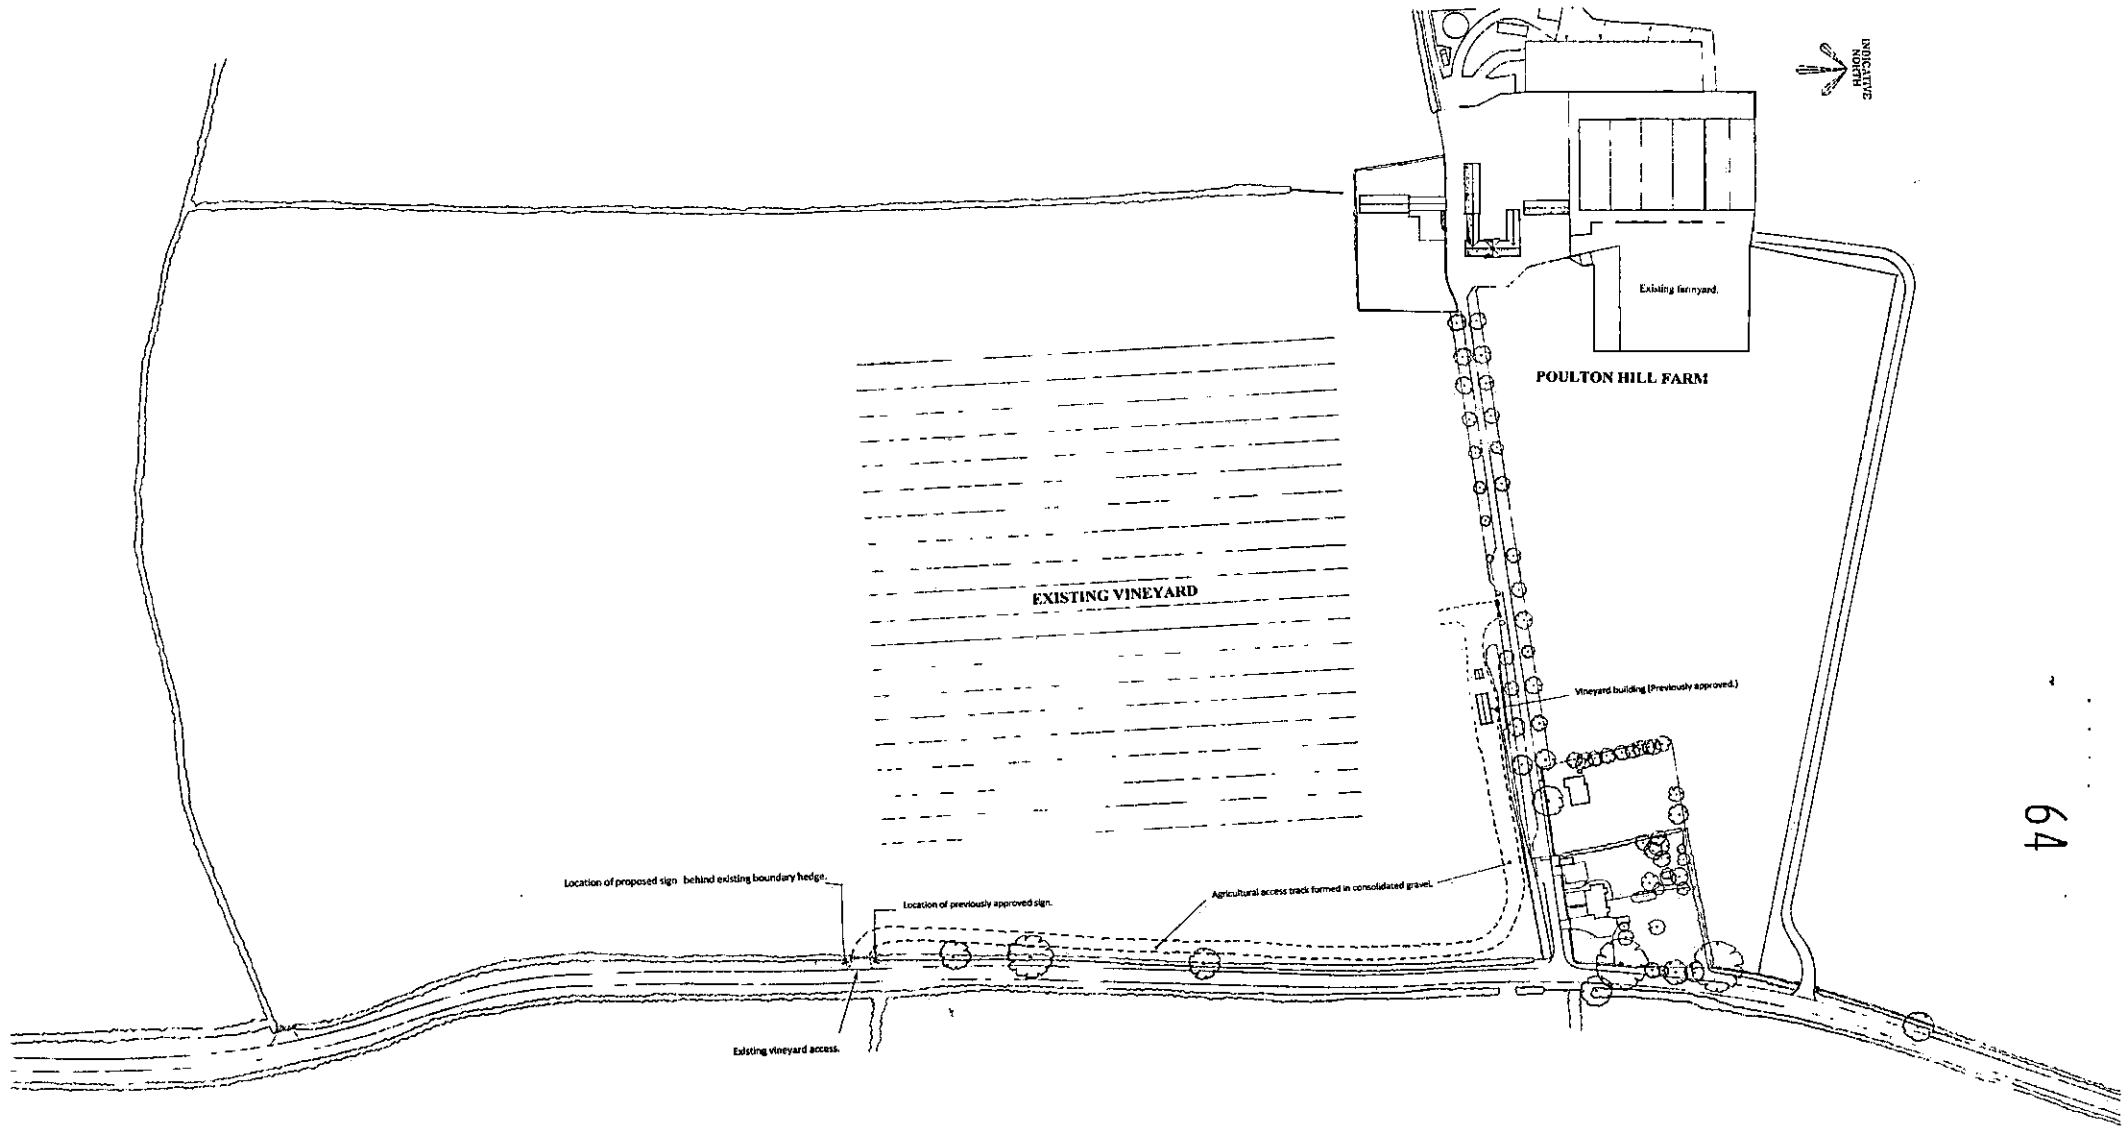 INDICATIVE
NORTH
Existing farmyard.
POULTON HILL FARM
EXISTING VINEYARD
Vineyard building (Previously approved.)
Location of proposed sign behind existing boundary hedge.
Location of previously approved sign.
Agricultural access track formed in consolidated gravel.
Existing vineyard access.
64